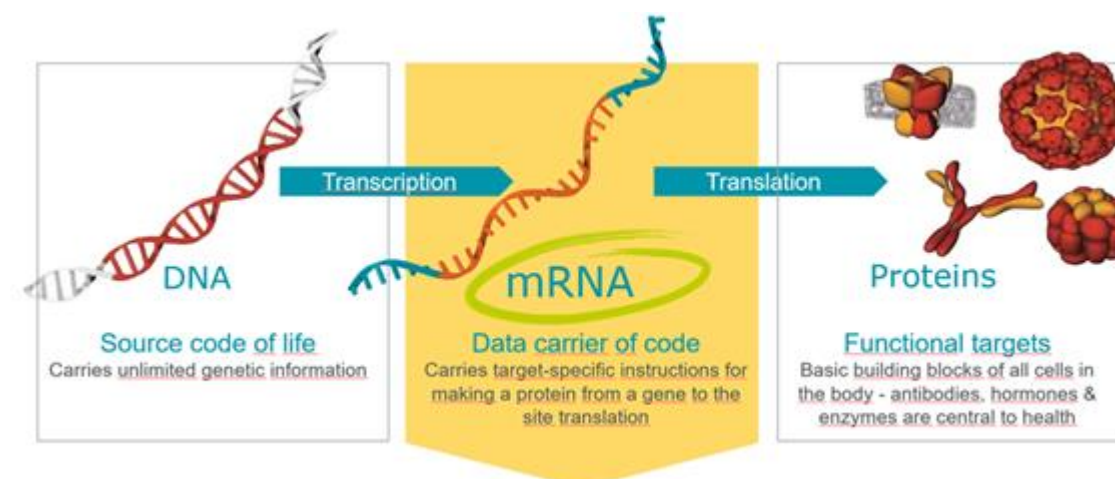 Transcription
Translation
DNA
mRNA
Proteins
Source code of life
Carries unlimited genetic information
Data carrier of code
Carries target-specific instructions for
making a protein from a gene to the
site translation
Functional targets
Basic building blocks of all cells in
the body - antibodies, hormones &
enzymes are central to health